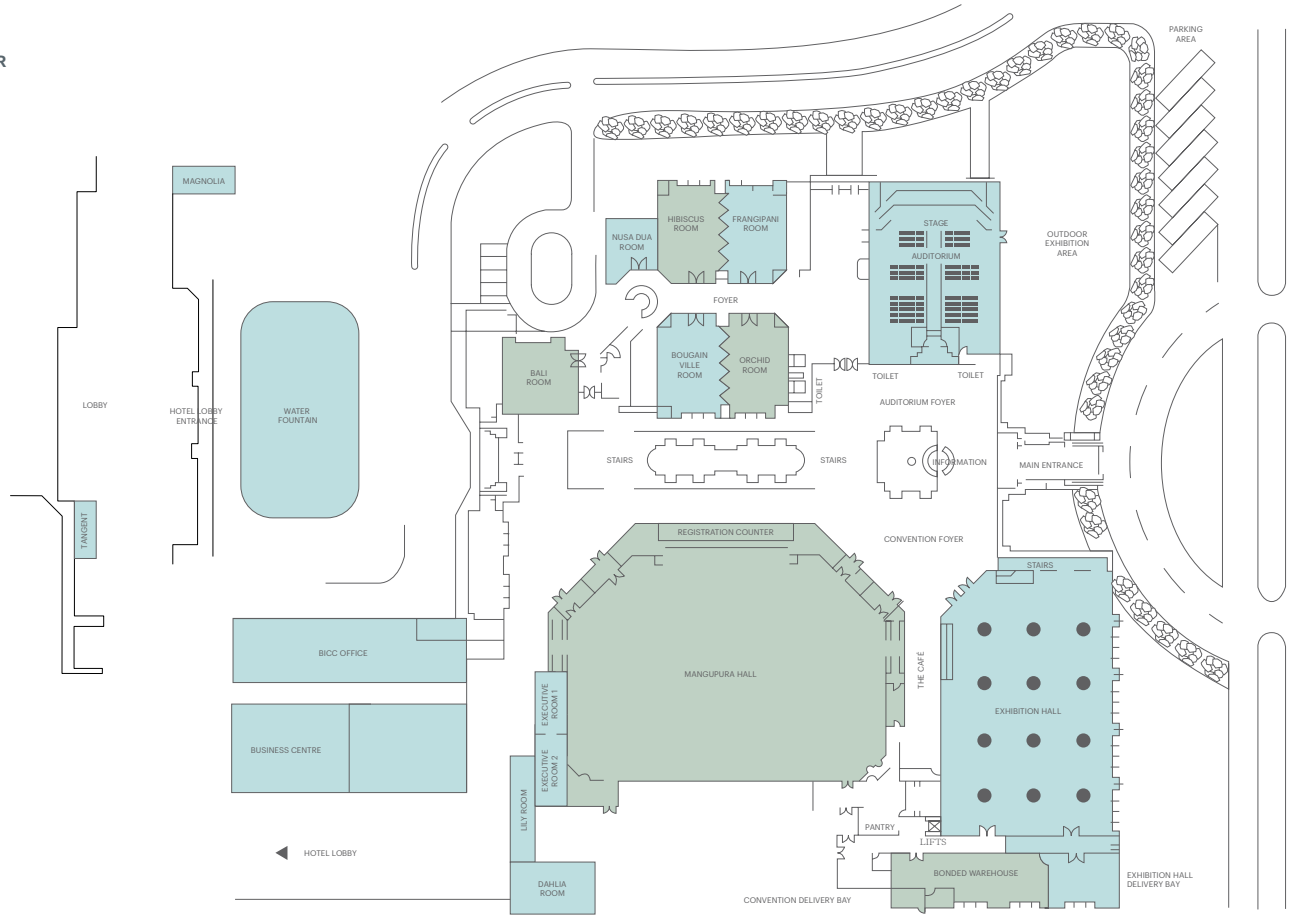 R
PARKING
AREA
MAGNOLIA
HIBISCUS
ROOM
FRANGIPANI
ROOM
NUSA DUA
ROOM
STAGE
AUDITORIUM
OUTDOOR
EXHIBITION
AREA
FOYER
BOUGAIN
VILLE
ROOM
ORCHID
ROOM
BALI
ROOM
TOILET
TOILET
TOILET
AUDITORIUM FOYER
LOBBY
HOTEL LOBBY
ENTRANCE
WATER
FOUNTAIN
STAIRS
STAIRS
INFORMATION
MAIN ENTRANCE
TANGENT
REGISTRATION COUNTER
CONVENTION FOYER
STAIRS
BICC OFFICE
MANGUPURA HALL
THE CAFÉ
EXECUTIVE
ROOM 1
EXHIBITION HALL
BUSINESS CENTRE
EXECUTIVE
ROOM 2
LILY ROOM
PANTRY
LIFTS
HOTEL LOBBY
BONDED WAREHOUSE
DAHLIA
ROOM
EXHIBITION HALL
DELIVERY BAY
CONVENTION DELIVERY BAY